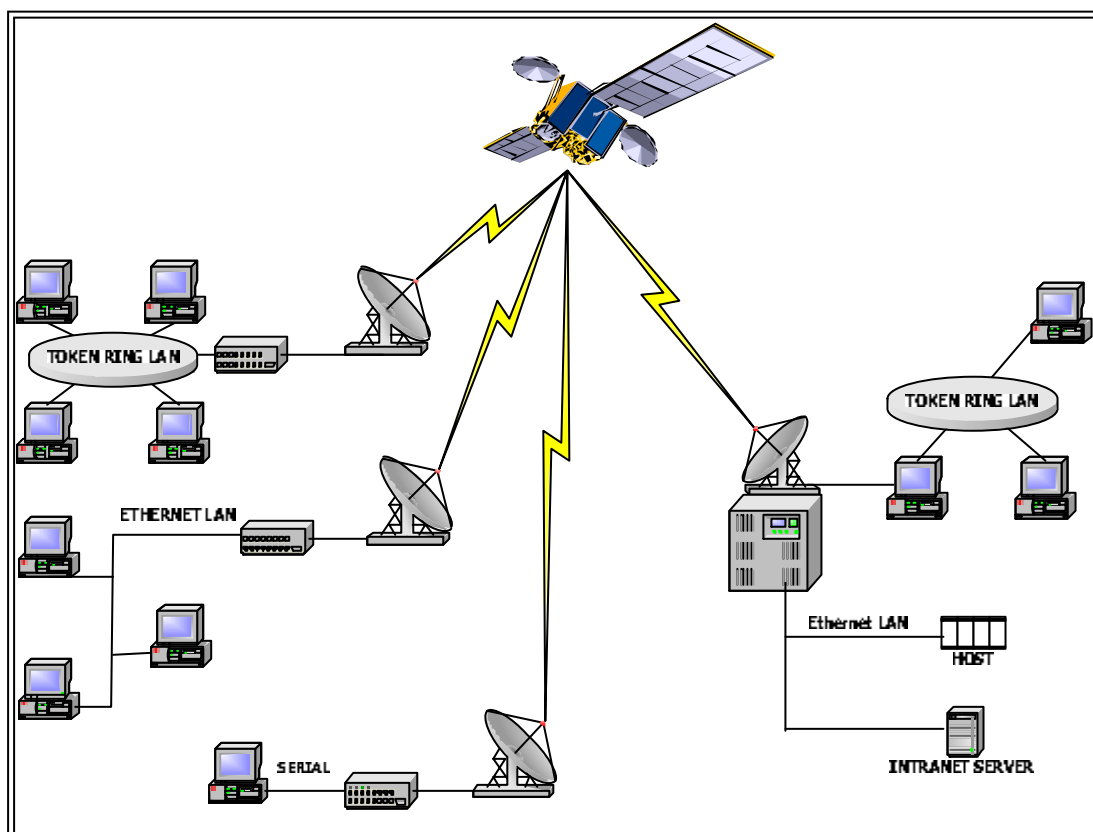 TOKEN RING LAN
TOKEN RING LAN
ETHERNET LAN
Ethernet LAN
HOST
SERIAL
INTRANET SERVER